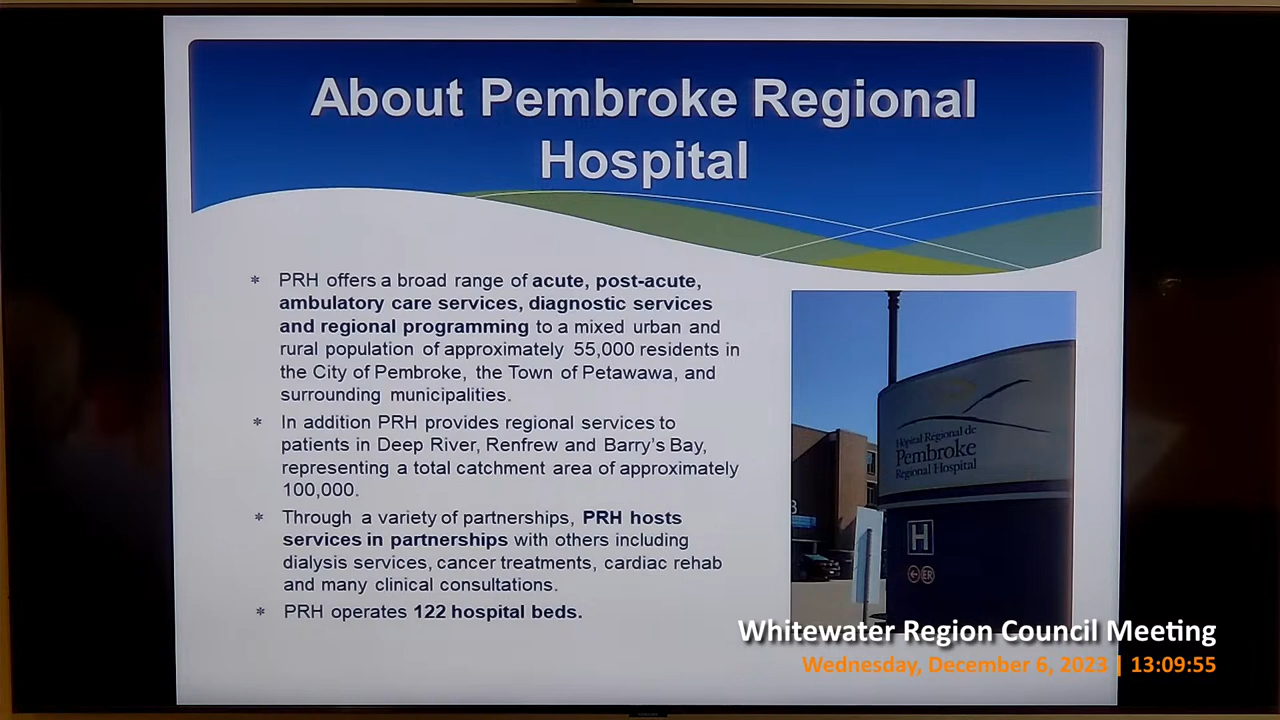 About Pembroke Regional
Hospital
* PRH offers a broad range of acute, post-acute,
ambulatory care services, diagnostic services
and regional programming to a mixed urban and
rural population of approximately 55,000 residents in
the City of Pembroke, the Town of Petawawa, and
surrounding municipalities.
* In addition PRH provides regional services to
patients in Deep River, Renfrew and Barry's Bay,
representing a total catchment area of approximately
100,000.
* Through a variety of partnerships, PRH hosts
services in partnerships with others including
dialysis services, cancer treatments, cardiac rehab
and many clinical consultations.
* PRH operates 122 hospital beds.
Hôpital Regional de
Pembroke
Regional Hospital
B
H
ER
Whitewater Region Council Meeting
Wednesday, December 6, 2023 | 13:09:55